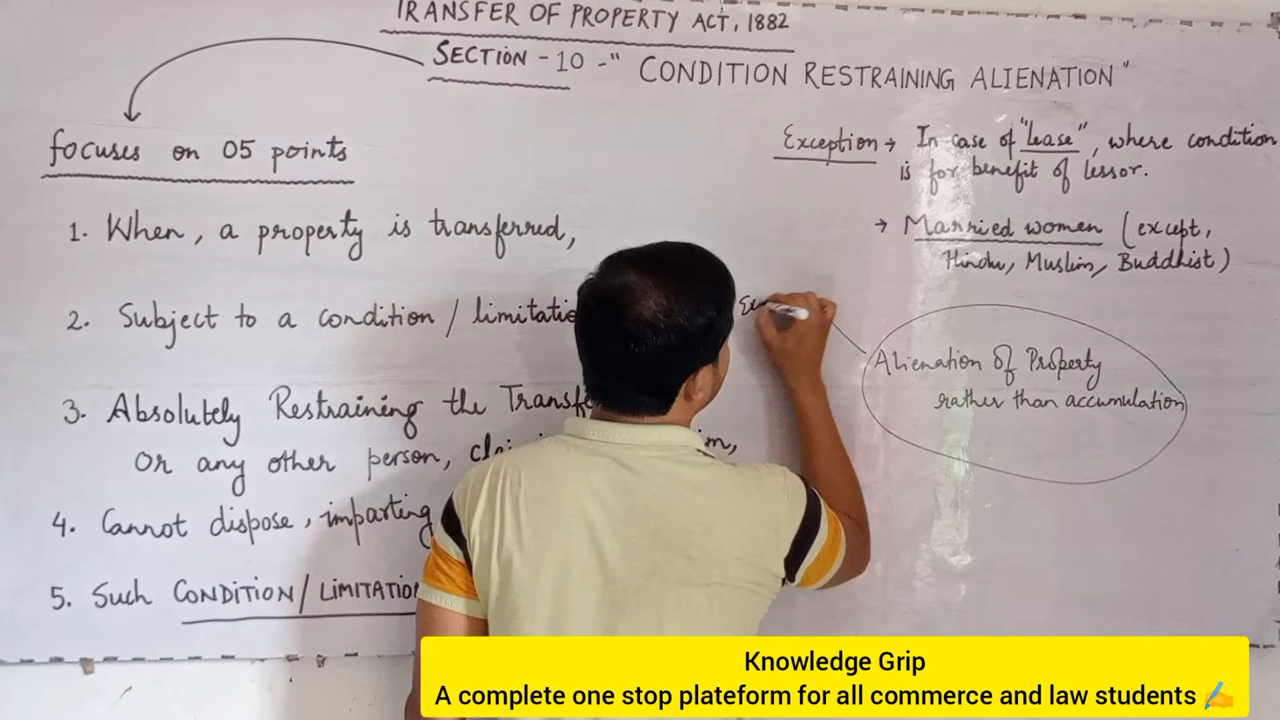 TRANSFER OF PROPERTY ACT, 1882
SECTION - 10 - " CONDITION RESTRAINING ALIENATION "
focuses on 05 points
1. When, a property is transferred,
2. Subject to a condition / limitatio
3. Absolutely Restraining the Transfe
Or any other person, m,
4. Cannot dispose, imparting
5. Such CONDITION / LIMITATIO
Exception → In case of "lease", where condition
is for benefit of lessor.
→ Married women (except,
Hindu, Muslim, Buddhist)
Alienation of Property
rather than accumulation
Knowledge Grip
A complete one stop plateform for all commerce and law students ✍️